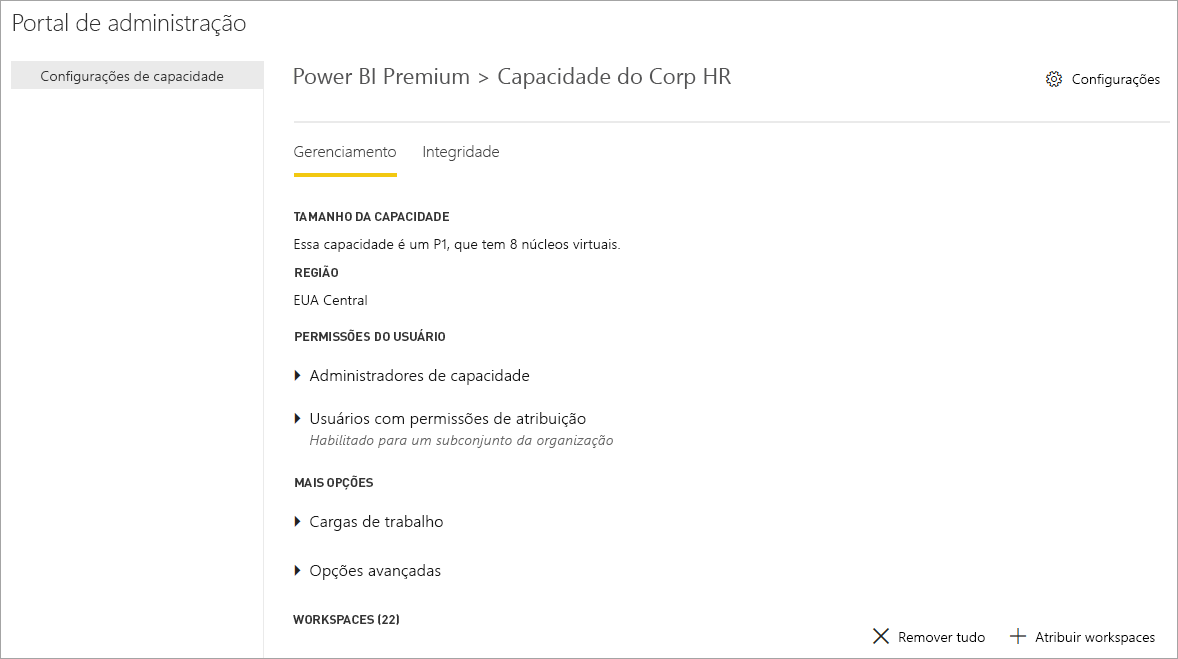 Portal de administração
Configurações de capacidade
Power BI Premium > Capacidade do Corp HR
Configurações
Gerenciamento
Integridade
TAMANHO DA CAPACIDADE
Essa capacidade é um P1, que tem 8 núcleos virtuais.
REGIÃO
EUA Central
PERMISSÕES DO USUÁRIO
Administradores de capacidade
Usuários com permissões de atribuição
Habilitado para um subconjunto da organização
MAIS OPÇÕES
Cargas de trabalho
Opções avançadas
WORKSPACES (22)
Remover tudo
Atribuir workspaces